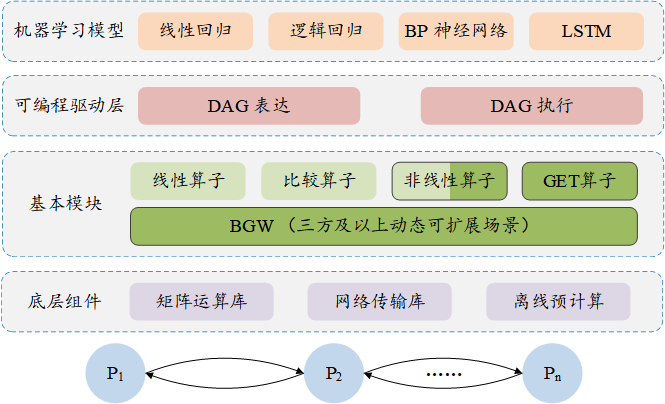 机器学习模型 线性回归 逻辑回归 BP 神经网络 LSTM
可编程驱动层 DAG 表达 DAG 执行
线性算子 比较算子 非线性算子 GET算子
基本模块
BGW （三方及以上动态可扩展场景）
底层组件 矩阵运算库 网络传输库 离线预计算
P1 P2 ...... Pn